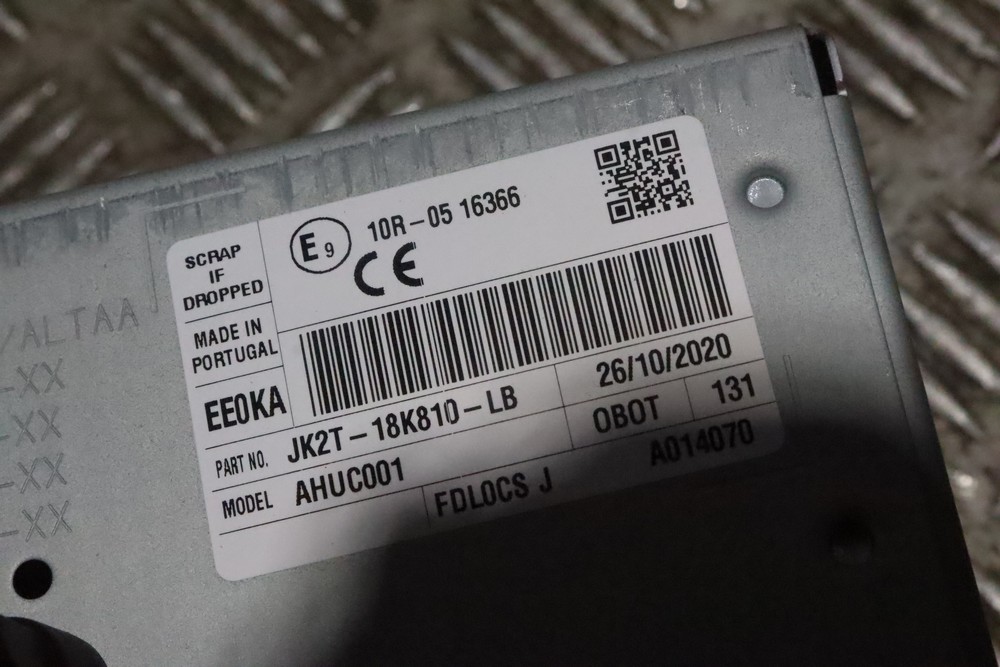 SCRAP
IF
DROPPED
E9
10R-05 16366
CE
MADE IN
PORTUGAL
EE0KA
PART NO. JK2T-18K810-LB
26/10/2020
MODEL AHUC001
OBOT
131
FDL0CS J
A014070
/ALTAA
-XX
-XX
-XX
-XX